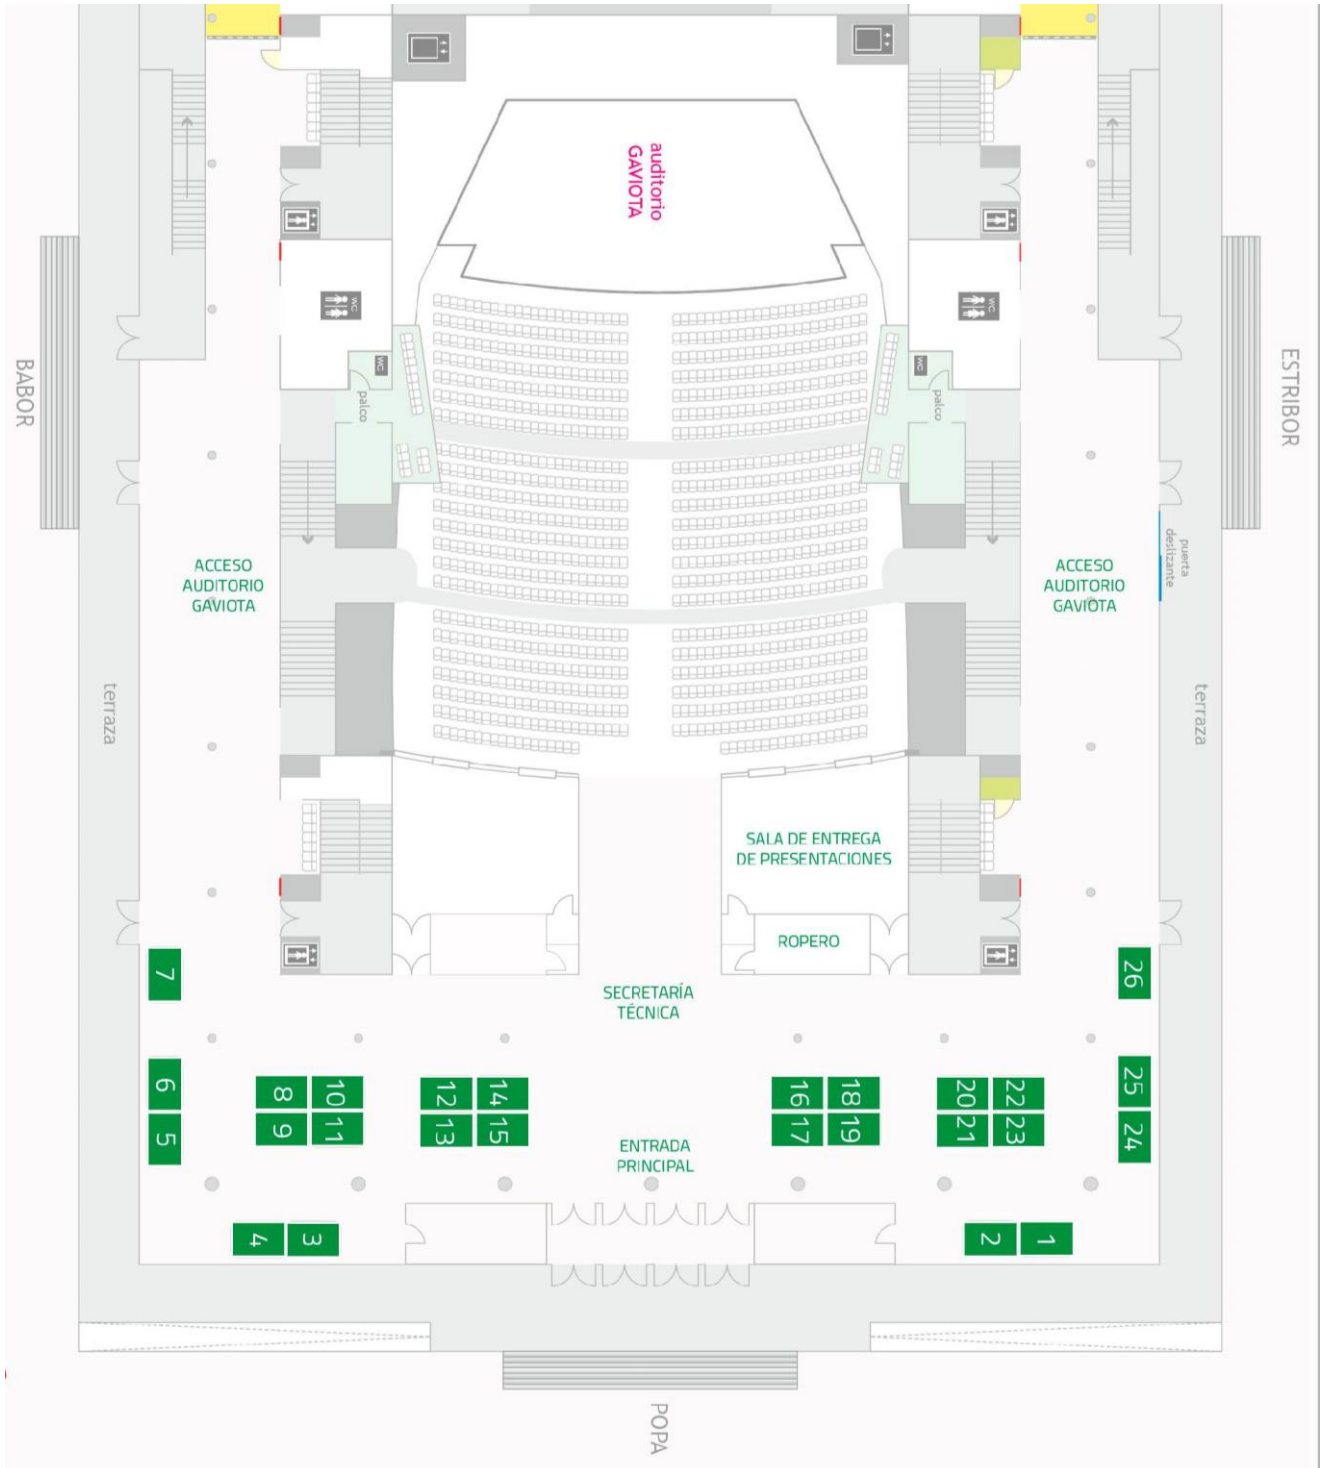 auditorio
GAVIOTA
WC
WC
WC
WC
palco
palco
BABOR
ESTRIBOR
ACCESO
AUDITORIO
GAVIOTA
ACCESO
AUDITORIO
GAVIOTA
puerta
deslizante
terraza
terraza
SALA DE ENTREGA
DE PRESENTACIONES
ROPERO
SECRETARÍA
TÉCNICA
7
26
6
8
10
12
14
16
18
20
22
25
5
9
11
13
15
17
19
21
23
24
ENTRADA
PRINCIPAL
4
3
2
1
POPA